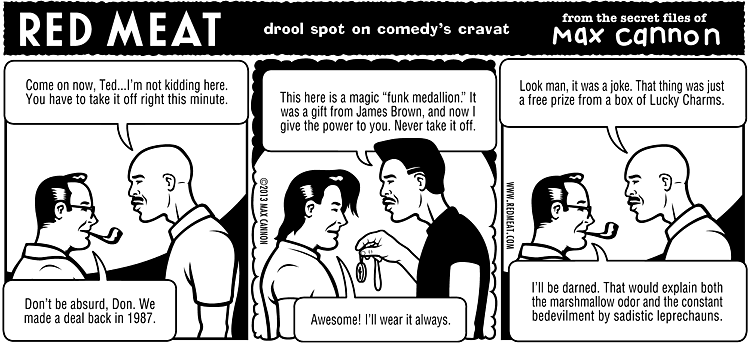 RED MEAT
drool spot on comedy's cravat
from the secret files of
Max cannon
Come on now, Ted...I'm not kidding here.
You have to take it off right this minute.
Don't be absurd, Don. We
made a deal back in 1987.
This here is a magic "funk medallion." It
was a gift from James Brown, and now I
give the power to you. Never take it off.
©2013 MAX CANNON
Awesome! I'll wear it always.
Look man, it was a joke. That thing was just
a free prize from a box of Lucky Charms.
WWW.REDMEAT.COM
I'll be darned. That would explain both
the marshmallow odor and the constant
bedevilment by sadistic leprechauns.